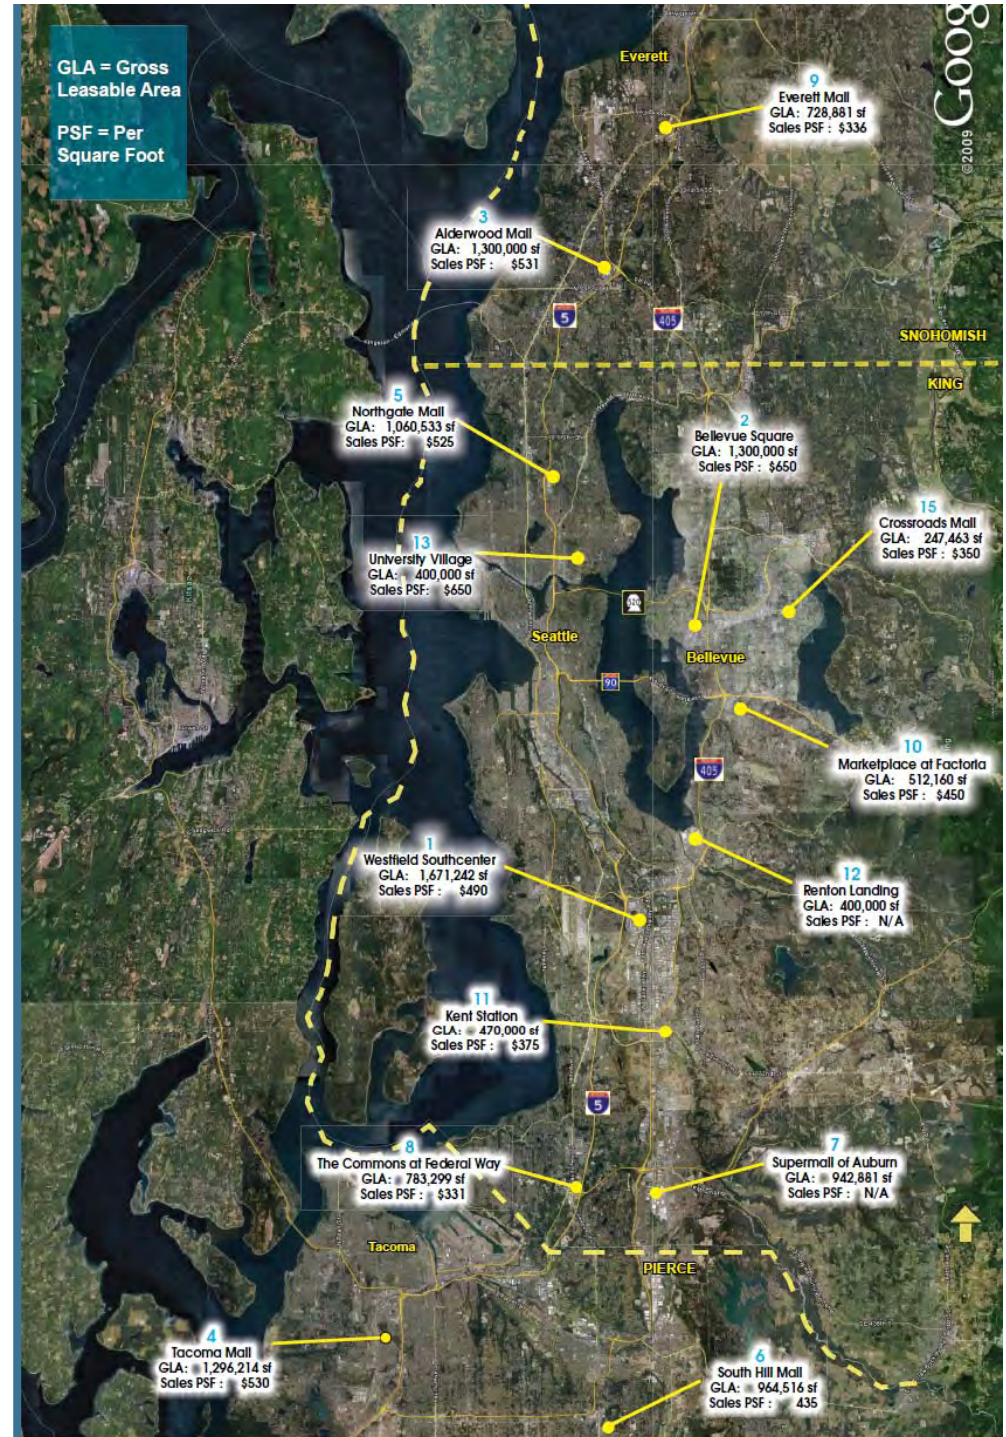 GLA = Gross
Leasable Area
PSF = Per
Square Foot
©2009 Goog
Everett
9
Everett Mall
GLA: 728,881 sf
Sales PSF : $336
3
Alderwood Mall
GLA: 1,300,000 sf
Sales PSF : $531
5
405
SNOHOMISH
KING
5
Northgate Mall
GLA: 1,060,533 sf
Sales PSF: $525
2
Bellevue Square
GLA: 1,300,000 sf
Sales PSF : $650
15
Crossroads Mall
GLA: 247,463 sf
Sales PSF : $350
13
University Village
GLA: 400,000 sf
Sales PSF: $650
520
Seattle
Bellevue
90
10
Marketplace at Factoria
GLA: 512,160 sf
Sales PSF : $450
405
1
Westfield Southcenter
GLA: 1,671,242 sf
Sales PSF : $490
12
Renton Landing
GLA: 400,000 sf
Sales PSF : N/A
11
Kent Station
GLA: 470,000 sf
Sales PSF : $375
5
8
The Commons at Federal Way
GLA: 783,299 sf
Sales PSF : $331
7
Supermall of Auburn
GLA: 942,881 sf
Sales PSF : N/A
Tacoma
PIERCE
4
Tacoma Mall
GLA: 1,296,214 sf
Sales PSF : $530
6
South Hill Mall
GLA: 964,516 sf
Sales PSF : 435